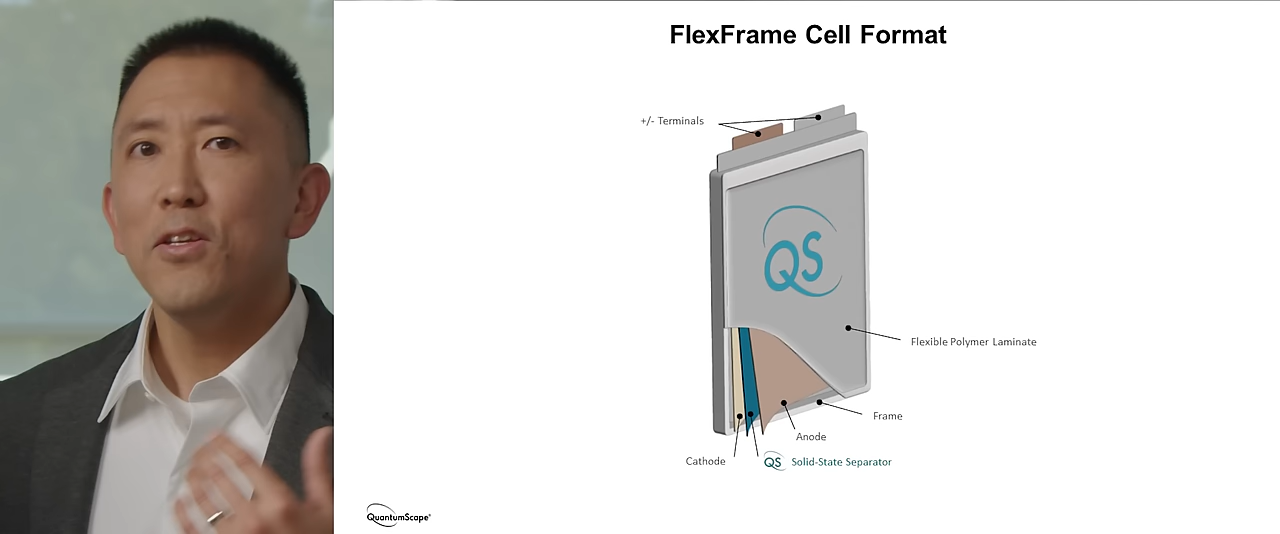 FlexFrame Cell Format
+/- Terminals
QS
Flexible Polymer Laminate
Frame
Anode
Cathode
QS Solid-State Separator
QuantumScape®